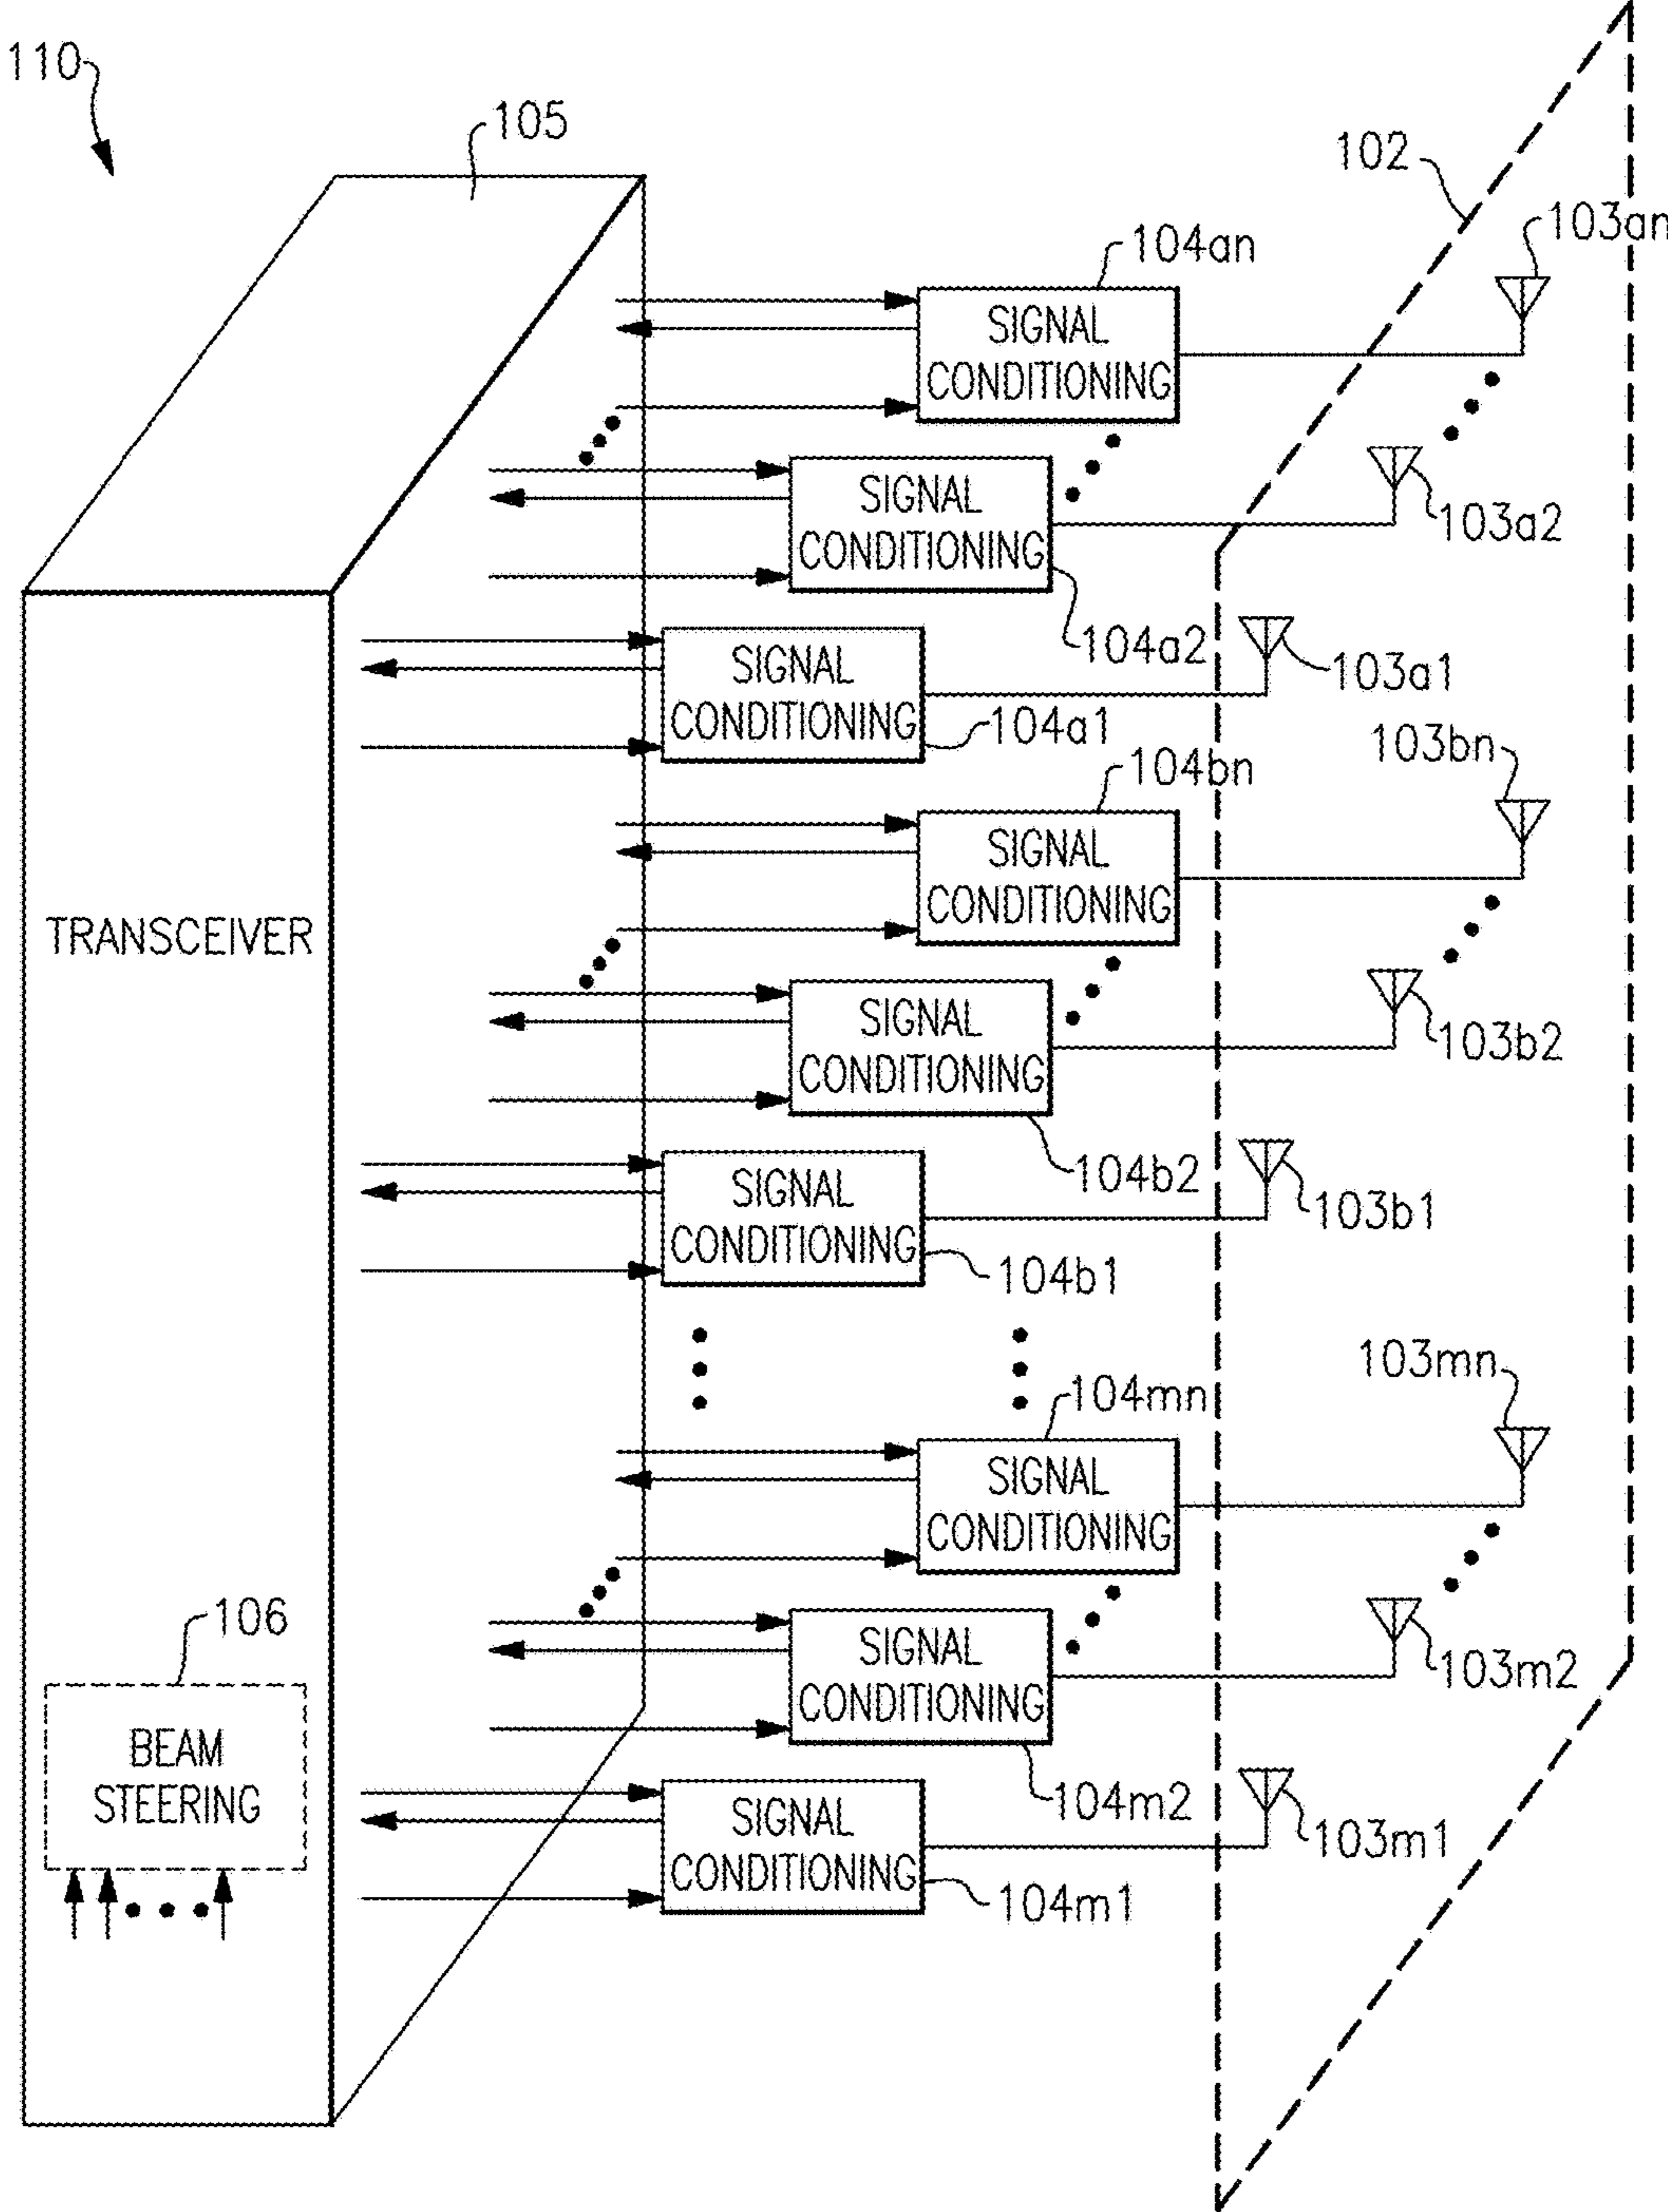 110
105
102
103an
104an
SIGNAL
CONDITIONING
SIGNAL
CONDITIONING
103a2
104a2
SIGNAL
CONDITIONING
103a1
104a1
103bn
104bn
SIGNAL
CONDITIONING
TRANSCEIVER
SIGNAL
CONDITIONING
103b2
104b2
SIGNAL
CONDITIONING
103b1
104b1
103mn
104mn
SIGNAL
CONDITIONING
106
SIGNAL
CONDITIONING
103m2
BEAM
STEERING
104m2
SIGNAL
CONDITIONING
103m1
104m1